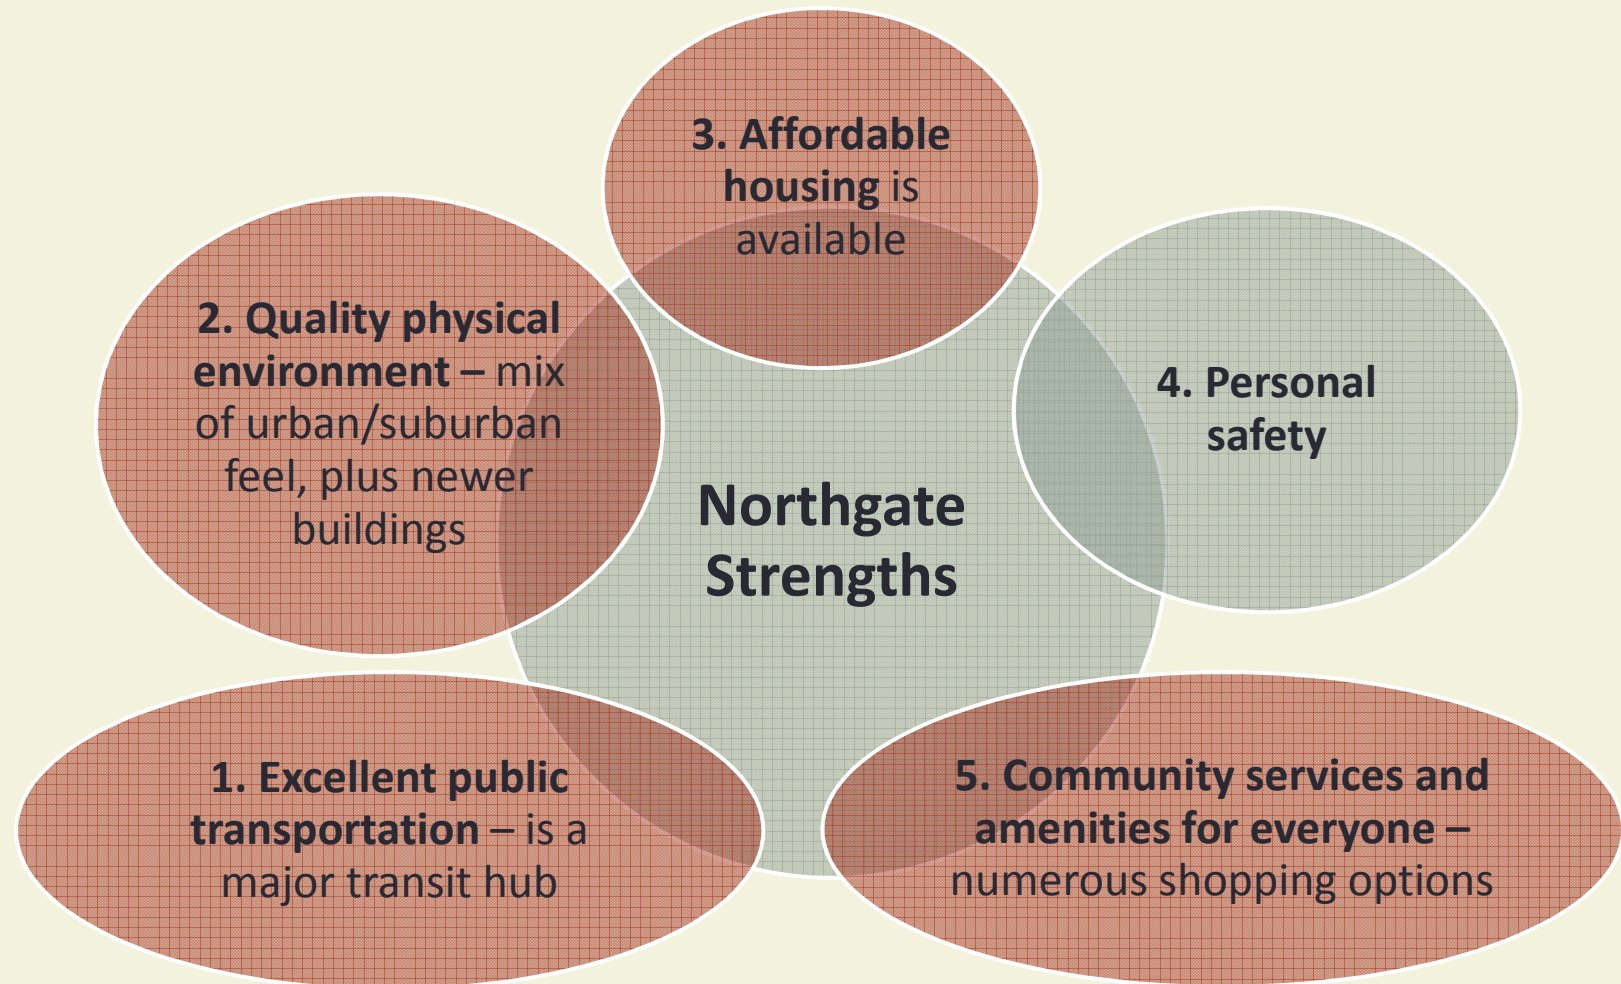 3. Affordable
housing is
available
2. Quality physical
environment – mix
of urban/suburban
feel, plus newer
buildings
4. Personal
safety
Northgate
Strengths
1. Excellent public
transportation – is a
major transit hub
5. Community services and
amenities for everyone –
numerous shopping options